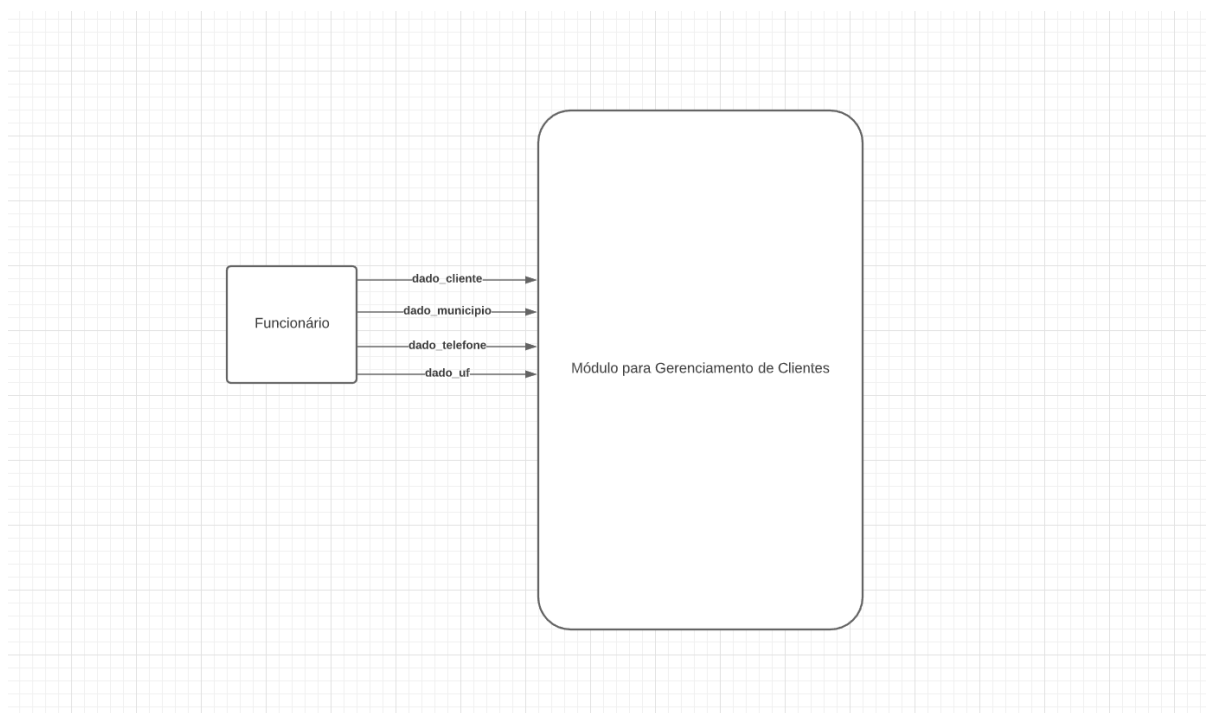 dado_cliente
dado_municipio
Funcionário
dado_telefone
dado_uf
Módulo para Gerenciamento de Clientes